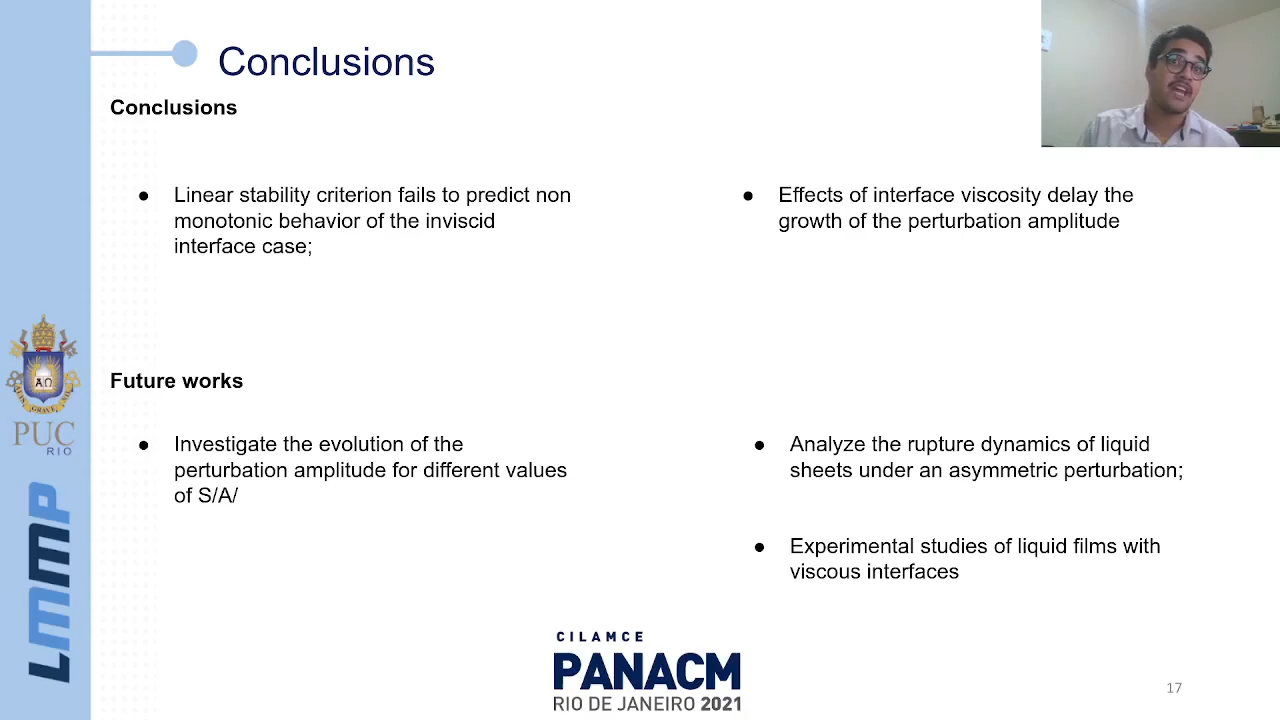 Conclusions
Conclusions
Linear stability criterion fails to predict non
monotonic behavior of the inviscid
interface case;
Effects of interface viscosity delay the
growth of the perturbation amplitude
Future works
Investigate the evolution of the
perturbation amplitude for different values
of S/A/
Analyze the rupture dynamics of liquid
sheets under an asymmetric perturbation;
Experimental studies of liquid films with
viscous interfaces
ΑΩ
PUC
RIO
LMMP
CILAMCE
PANACM
RIO DE JANEIRO 2021
17